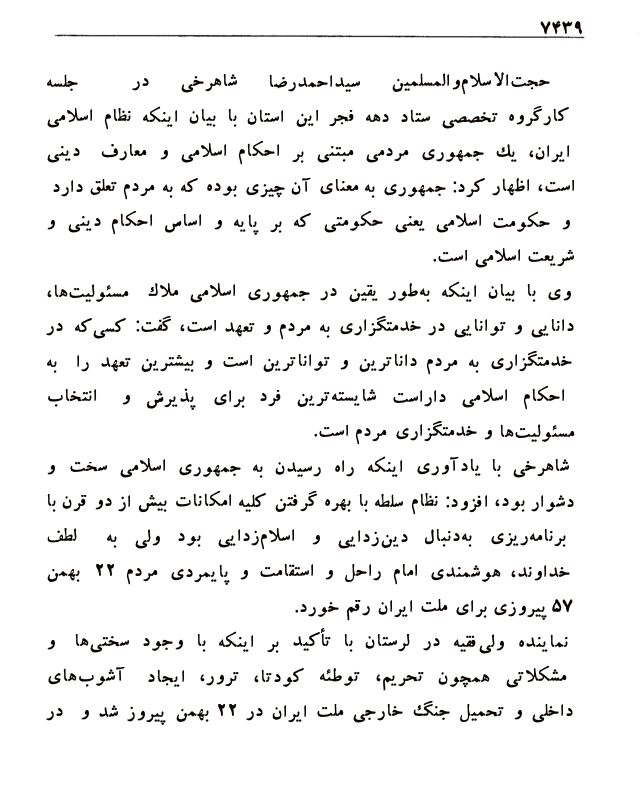 ۷۴۳۹
حجت‌الاسلام‌والمسلمین سیداحمدرضا شاهرخی در جلسه
کارگروه تخصصی ستاد دهه فجر این استان با بیان اینکه نظام اسلامی
ایران، یك جمهوری مردمی مبتنی بر احکام اسلامی و معارف دینی
است، اظهار کرد: جمهوری به معنای آن چیزی بوده که به مردم تعلق دارد
و حکومت اسلامی یعنی حکومتی که بر پایه و اساس احکام دینی و
شریعت اسلامی است.
وی با بیان اینکه به‌طور یقین در جمهوری اسلامی ملاك مسئولیت‌ها،
دانایی و توانایی در خدمتگزاری به مردم و تعهد است، گفت: کسی‌که در
خدمتگزاری به مردم داناترین و تواناترین است و بیشترین تعهد را به
احکام اسلامی داراست شایسته‌ترین فرد برای پذیرش و انتخاب
مسئولیت‌ها و خدمتگزاری مردم است.
شاهرخی با یادآوری اینکه راه رسیدن به جمهوری اسلامی سخت و
دشوار بود، افزود: نظام سلطه با بهره گرفتن کلیه امکانات بیش از دو قرن با
برنامه‌ریزی به‌دنبال دین‌زدایی و اسلام‌زدایی بود ولی به لطف
خداوند، هوشمندی امام راحل و استقامت و پایمردی مردم ۲۲ بهمن
۵۷ پیروزی برای ملت ایران رقم خورد.
نماینده ولی‌فقیه در لرستان با تأکید بر اینکه با وجود سختی‌ها و
مشکلاتی همچون تحریم، توطئه کودتا، ترور، ایجاد آشوب‌های
داخلی و تحمیل جنگ خارجی ملت ایران در ۲۲ بهمن پیروز شد و در